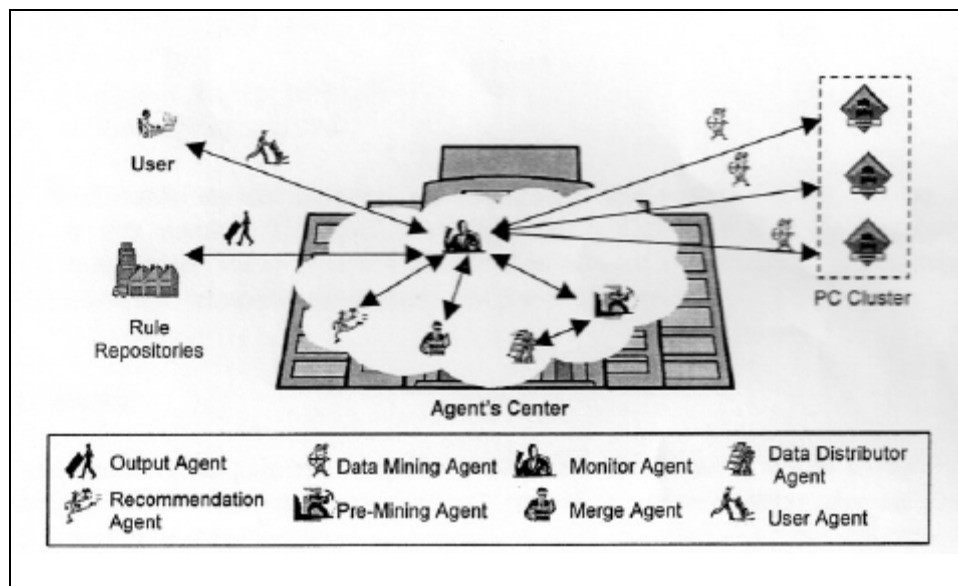 User
Rule
Repositories
PC Cluster
Agent's Center
Output Agent
Data Mining Agent
Monitor Agent
Data Distributor
Agent
Recommendation
Agent
Pre-Mining Agent
Merge Agent
User Agent